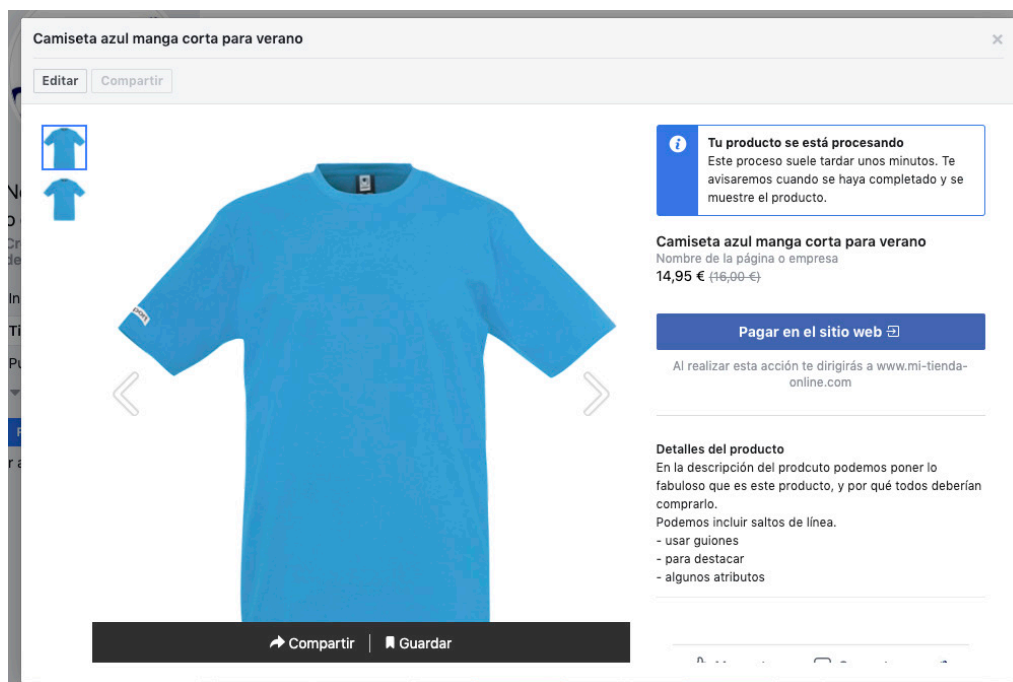 Camiseta azul manga corta para verano
Editar
Compartir
Tu producto se está procesando
Este proceso suele tardar unos minutos. Te
avisaremos cuando se haya completado y se
muestre el producto.
Camiseta azul manga corta para verano
Nombre de la página o empresa
14,95 € (16,00 €)
Pagar en el sitio web
Al realizar esta acción te dirigirás a www.mi-tienda-
online.com
Detalles del producto
En la descripción del prodcuto podemos poner lo
fabuloso que es este producto, y por qué todos deberían
comprarlo.
Podemos incluir saltos de línea.
- usar guiones
- para destacar
- algunos atributos
Compartir
Guardar